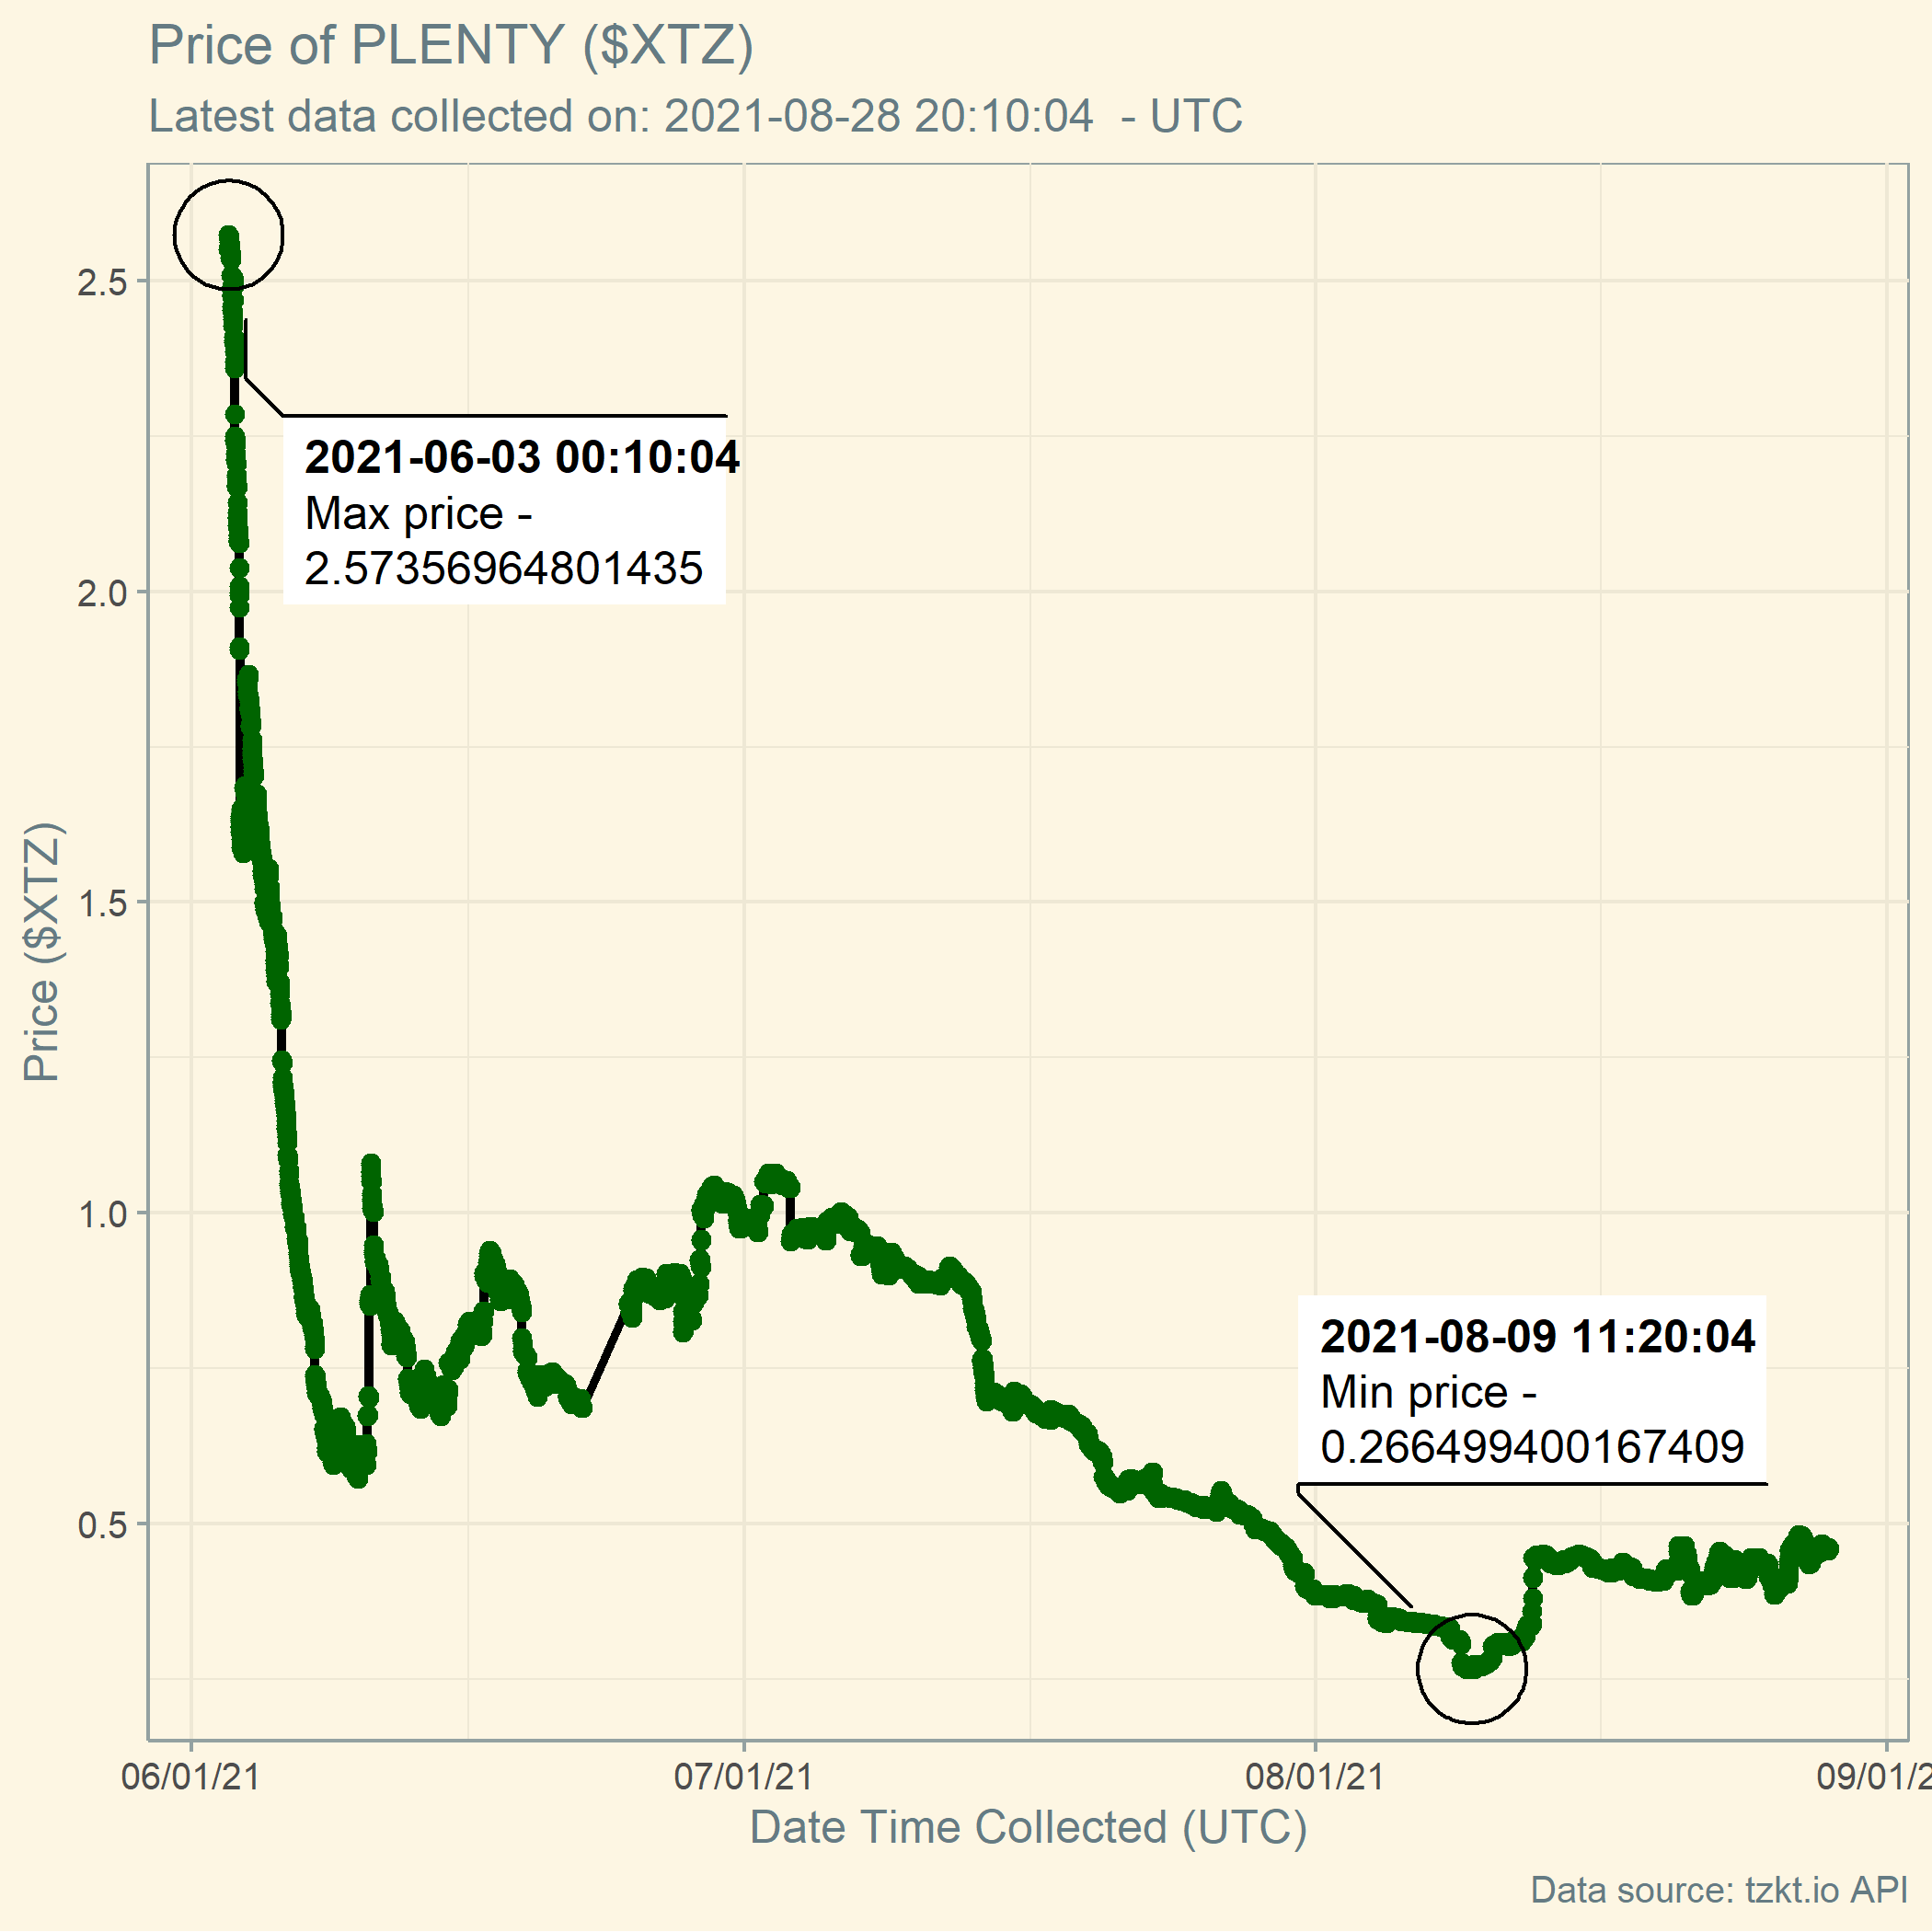 Price of PLENTY ($XTZ)
Latest data collected on: 2021-08-28 20:10:04  - UTC
2.5
2.0
1.5
1.0
0.5
Price ($XTZ)
2021-06-03 00:10:04
Max price -
2.57356964801435
2021-08-09 11:20:04
Min price -
0.266499400167409
06/01/21
07/01/21
08/01/21
09/01/2
Date Time Collected (UTC)
Data source: tzkt.io API